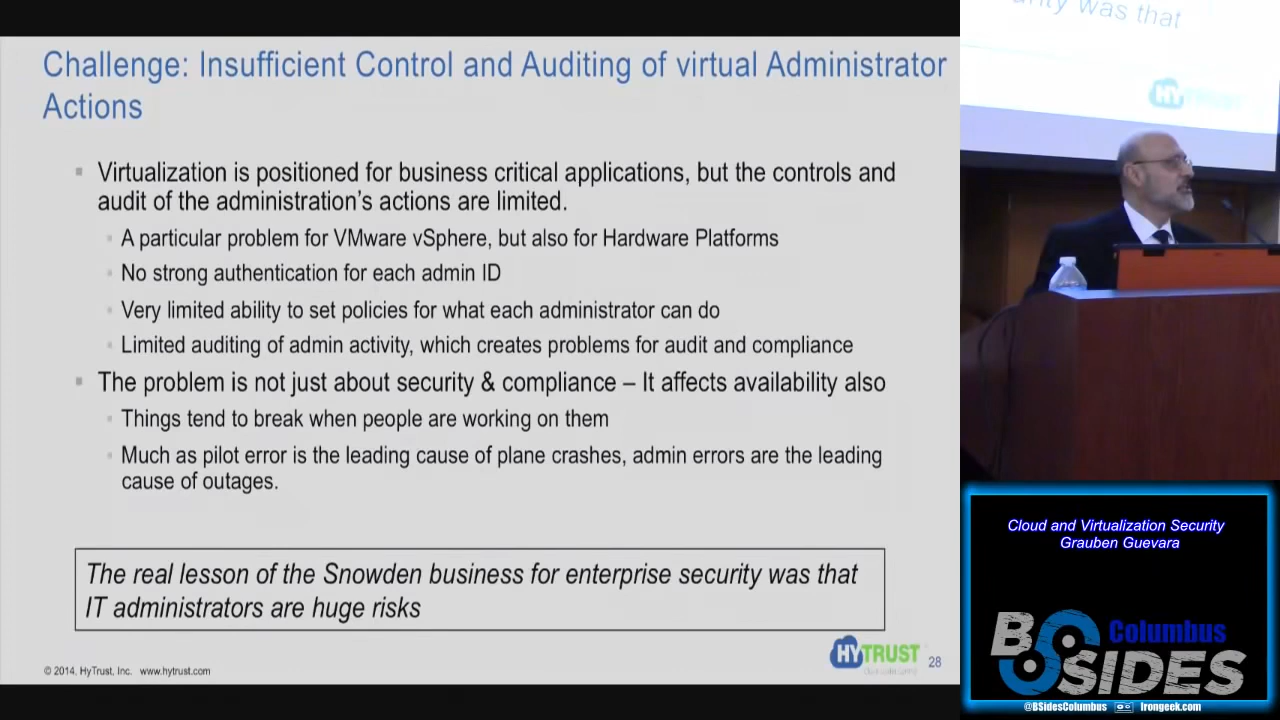 Challenge: Insufficient Control and Auditing of virtual Administrator
Actions
Virtualization is positioned for business critical applications, but the controls and
audit of the administration's actions are limited.
A particular problem for VMware vSphere, but also for Hardware Platforms
No strong authentication for each admin ID
Very limited ability to set policies for what each administrator can do
Limited auditing of admin activity, which creates problems for audit and compliance
The problem is not just about security & compliance – It affects availability also
Things tend to break when people are working on them
Much as pilot error is the leading cause of plane crashes, admin errors are the leading
cause of outages.
The real lesson of the Snowden business for enterprise security was that
IT administrators are huge risks
© 2014, HyTrust, Inc. www.hytrust.com
HYTRUST
28
was that
HY
Cloud and Virtualization Security
Grauben Guevara
BSIDES
Columbus
@BSidesColumbus
Irongeek.com